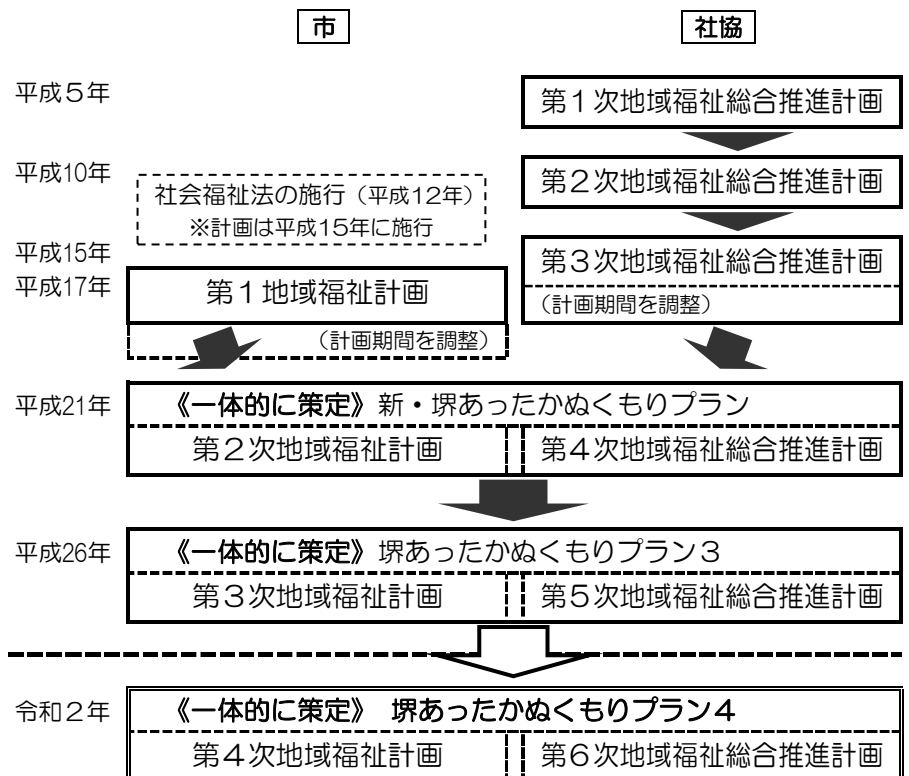 市 社協
平成５年 第１次地域福祉総合推進計画
平成10年 第２次地域福祉総合推進計画
社会福祉法の施行（平成12年）
※計画は平成15年に施行
平成15年 第３次地域福祉総合推進計画
平成17年 第１地域福祉計画 （計画期間を調整）
（計画期間を調整）
平成21年 《一体的に策定》新・堺あったかぬくもりプラン
第２次地域福祉計画 第４次地域福祉総合推進計画
平成26年 《一体的に策定》堺あったかぬくもりプラン３
第３次地域福祉計画 第５次地域福祉総合推進計画
令和２年 《一体的に策定》 堺あったかぬくもりプラン４
第４次地域福祉計画 第６次地域福祉総合推進計画